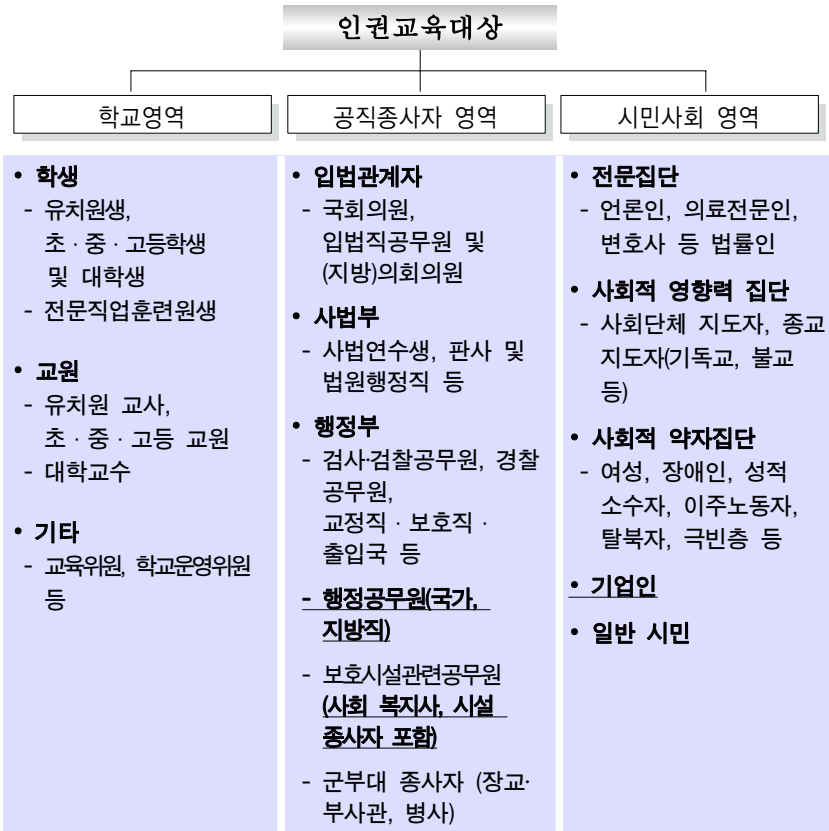 인권교육대상
학교영역
• 학생
- 유치원생,
초 · 중 · 고등학생
및 대학생
- 전문직업훈련원생
• 교원
- 유치원 교사,
초 · 중 · 고등 교원
- 대학교수
• 기타
- 교육위원, 학교운영위원
등
공직종사자 영역
• 입법관계자
- 국회의원,
입법직공무원 및
(지방)의회의원
• 사법부
- 사법연수생, 판사 및
법원행정직 등
• 행정부
- 검사·검찰공무원, 경찰
공무원,
교정직 · 보호직 ·
출입국 등
- 행정공무원(국가,
지방직)
- 보호시설관련공무원
(사회 복지사, 시설
종사자 포함)
- 군부대 종사자 (장교·
부사관, 병사)
시민사회 영역
• 전문집단
- 언론인, 의료전문인,
변호사 등 법률인
• 사회적 영향력 집단
- 사회단체 지도자, 종교
지도자(기독교, 불교
등)
• 사회적 약자집단
- 여성, 장애인, 성적
소수자, 이주노동자,
탈북자, 극빈층 등
• 기업인
• 일반 시민